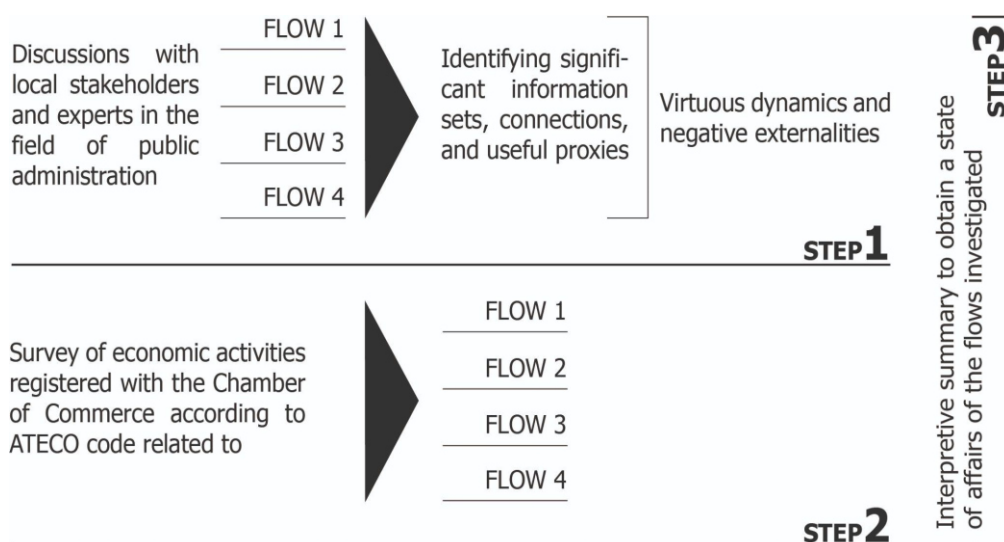 Discussions with
local stakeholders
and experts in the
field of public
administration
FLOW 1
FLOW 2
FLOW 3
FLOW 4
Identifying signifi-
cant information
sets, connections,
and useful proxies
Virtuous dynamics and
negative externalities
STEP1
Survey of economic activities
registered with the Chamber
of Commerce according to
ATECO code related to
FLOW 1
FLOW 2
FLOW 3
FLOW 4
STEP2
Interpretive summary to obtain a state
of affairs of the flows investigated
STEP3